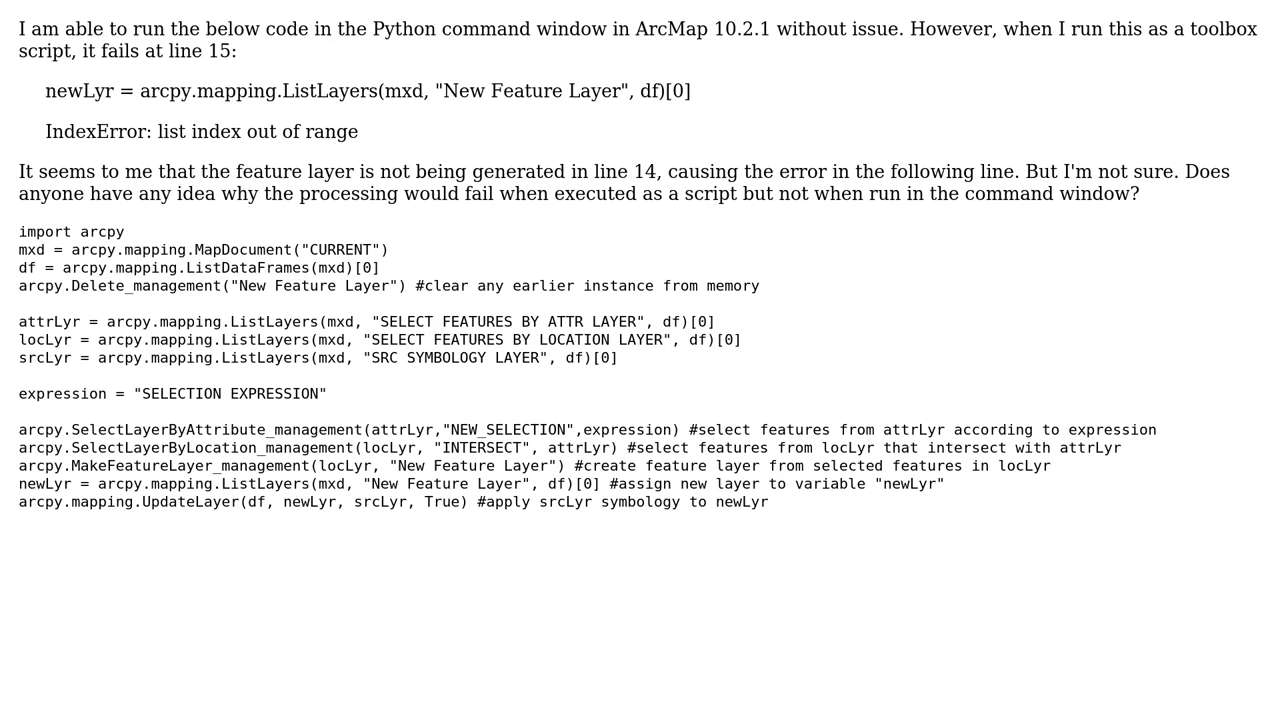 I am able to run the below code in the Python command window in ArcMap 10.2.1 without issue. However, when I run this as a toolbox
script, it fails at line 15:
newLyr = arcpy.mapping.ListLayers(mxd, "New Feature Layer", df)[0]
IndexError: list index out of range
It seems to me that the feature layer is not being generated in line 14, causing the error in the following line. But I'm not sure. Does
anyone have any idea why the processing would fail when executed as a script but not when run in the command window?
import arcpy
mxd = arcpy.mapping.MapDocument("CURRENT")
df = arcpy.mapping.ListDataFrames(mxd)[0]
arcpy.Delete_management("New Feature Layer") #clear any earlier instance from memory
attrLyr = arcpy.mapping.ListLayers(mxd, "SELECT FEATURES BY ATTR LAYER", df)[0]
locLyr = arcpy.mapping.ListLayers(mxd, "SELECT FEATURES BY LOCATION LAYER", df)[0]
srcLyr = arcpy.mapping.ListLayers(mxd, "SRC SYMBOLOGY LAYER", df)[0]
expression = "SELECTION EXPRESSION"
arcpy.SelectLayerByAttribute_management(attrLyr,"NEW_SELECTION",expression) #select features from attrLyr according to expression
arcpy.SelectLayerByLocation_management(locLyr, "INTERSECT", attrLyr) #select features from locLyr that intersect with attrLyr
arcpy.MakeFeatureLayer_management(locLyr, "New Feature Layer") #create feature layer from selected features in locLyr
newLyr = arcpy.mapping.ListLayers(mxd, "New Feature Layer", df)[0] #assign new layer to variable "newLyr"
arcpy.mapping.UpdateLayer(df, newLyr, srcLyr, True) #apply srcLyr symbology to newLyr